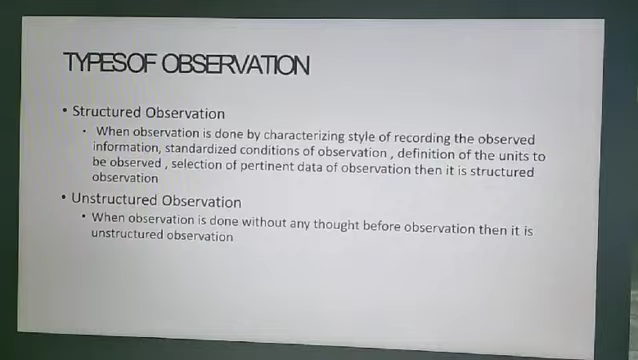 TYPESOF OBSERVATION
• Structured Observation
• When observation is done by characterizing style of recording the observed
information, standardized conditions of observation , definition of the units to
be observed , selection of pertinent data of observation then it is structured
observation
• Unstructured Observation
• When observation is done without any thought before observation then it is
unstructured observation